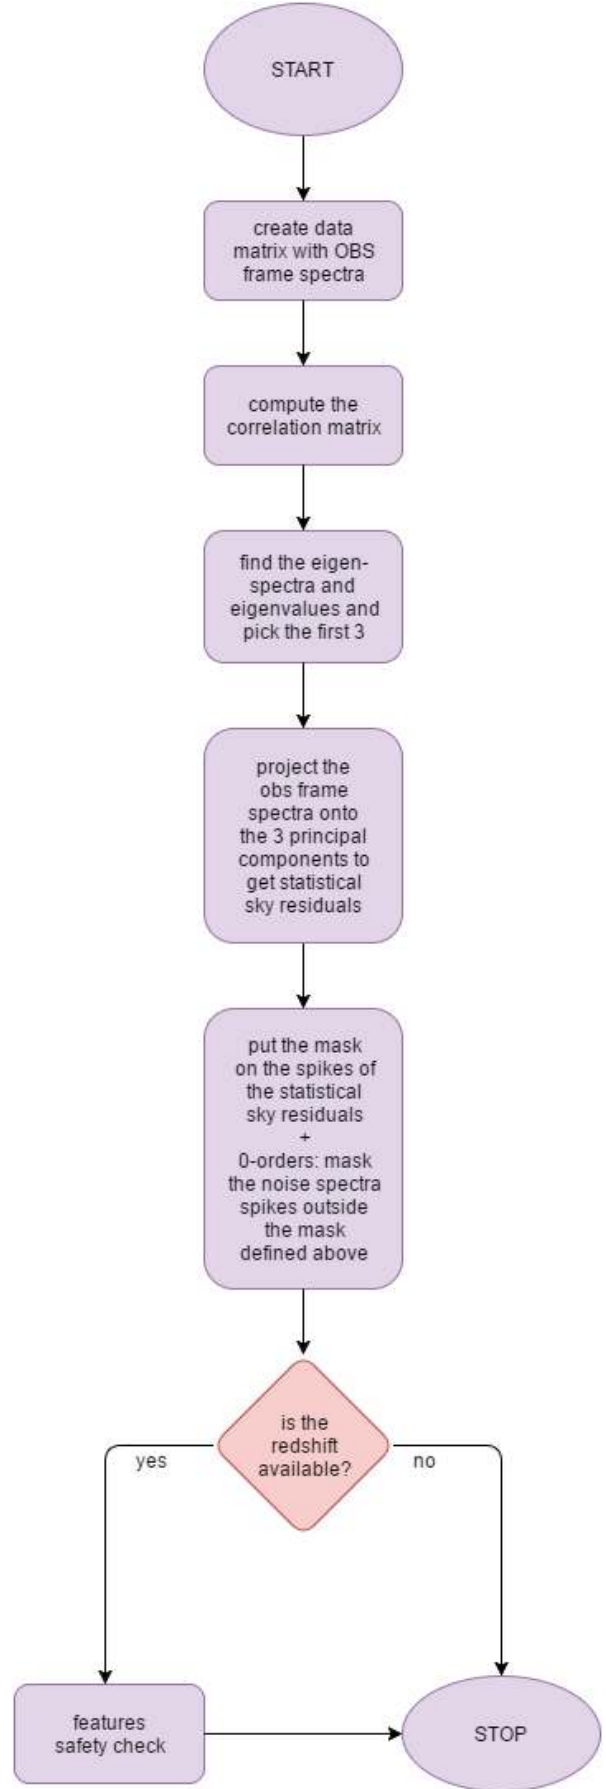 START
create data
matrix with OBS
frame spectra
compute the
correlation matrix
find the eigen-
spectra and
eigenvalues and
pick the first 3
project the
obs frame
spectra onto
the 3 principal
components to
get statistical
sky residuals
put the mask
on the spikes of
the statistical
sky residuals
+
0-orders: mask
the noise spectra
spikes outside
the mask
defined above
is the
redshift
available?
yes
no
features
safety check
STOP